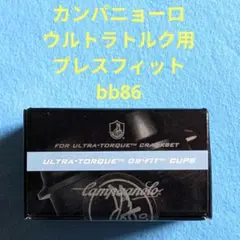 カンパニョーロ
ウルトラトルク用
プレスフィット
bb86
FOR ULTRA-TORQUE™ CRANKSET
ULTRA-TORQUE™ OS-FIT™ CUPS
Campagnolo